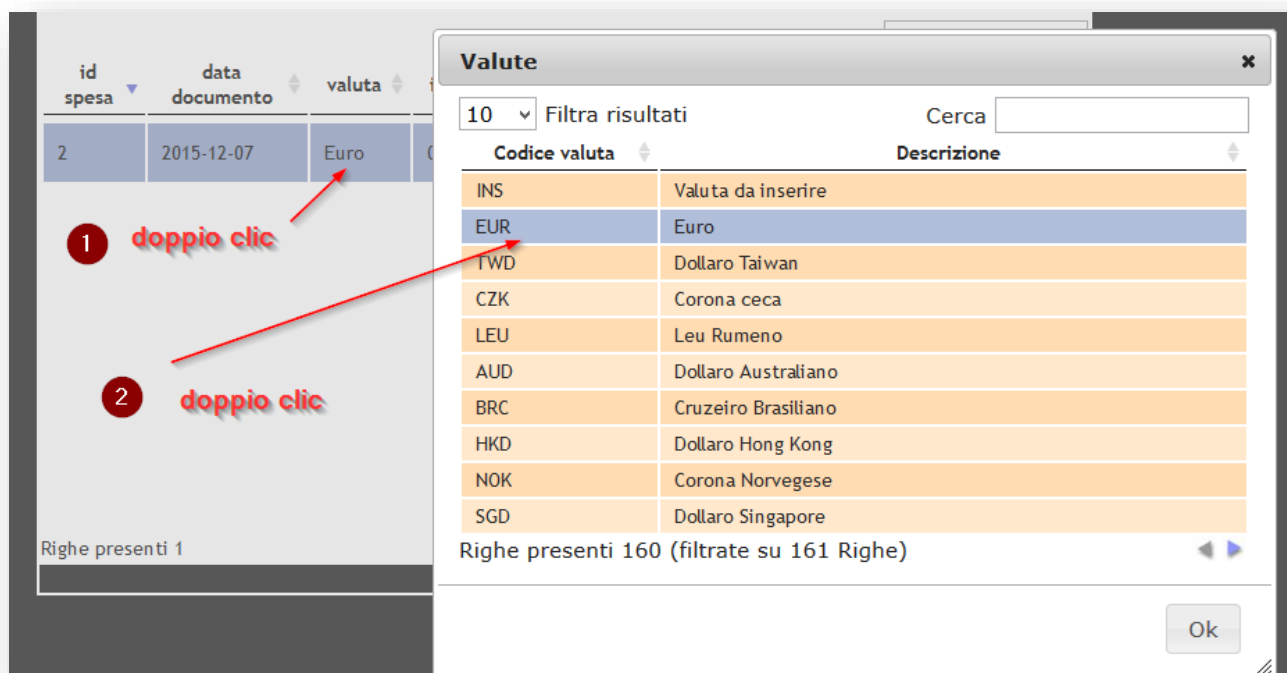 id spesa
data documento
valuta
2
2015-12-07
Euro
1
doppio clic
2
doppio clic
Righe presenti 1
Valute
10 Filtra risultati
Cerca
Codice valuta
Descrizione
INS Valuta da inserire
EUR Euro
TWD Dollaro Taiwan
CZK Corona ceca
LEU Leu Rumeno
AUD Dollaro Australiano
BRC Cruzeiro Brasiliano
HKD Dollaro Hong Kong
NOK Corona Norvegese
SGD Dollaro Singapore
Righe presenti 160 (filtrate su 161 Righe)
Ok